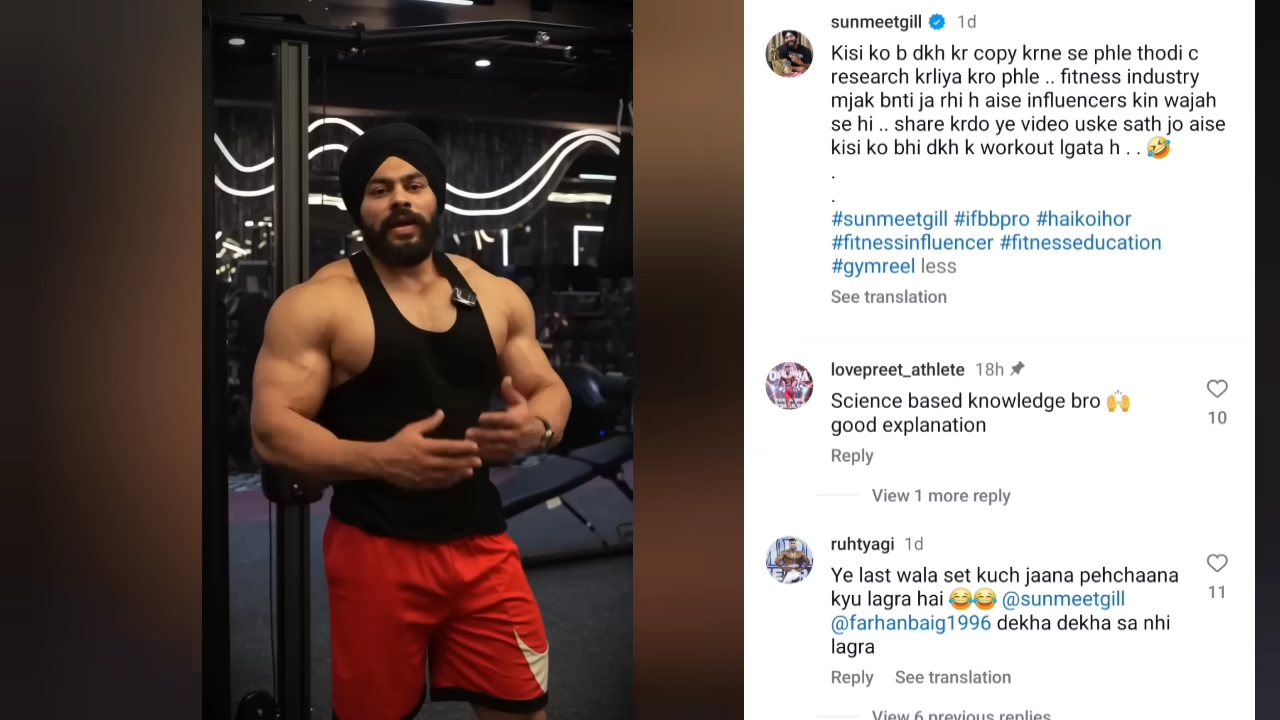 sunmeetgill 1d
Kisi ko b dkh kr copy krne se phle thodi c
research krliya kro phle .. fitness industry
mjak bnti ja rhi h aise influencers kin wajah
se hi .. share krdo ye video uske sath jo aise
kisi ko bhi dkh k workout lgata h . . 🤣
.
.
#sunmeetgill #ifbbpro #haikoihor
#fitnessinfluencer #fitnesseducation
#gymreel less
See translation
lovepreet_athlete 18h
Science based knowledge bro 🙌
good explanation
10
Reply
View 1 more reply
ruhtyagi 1d
Ye last wala set kuch jaana pehchaana
kyu lagra hai 😂😂 @sunmeetgill
@farhanbaig1996 dekha dekha sa nhi
lagra
11
Reply See translation
View 6 previous replies